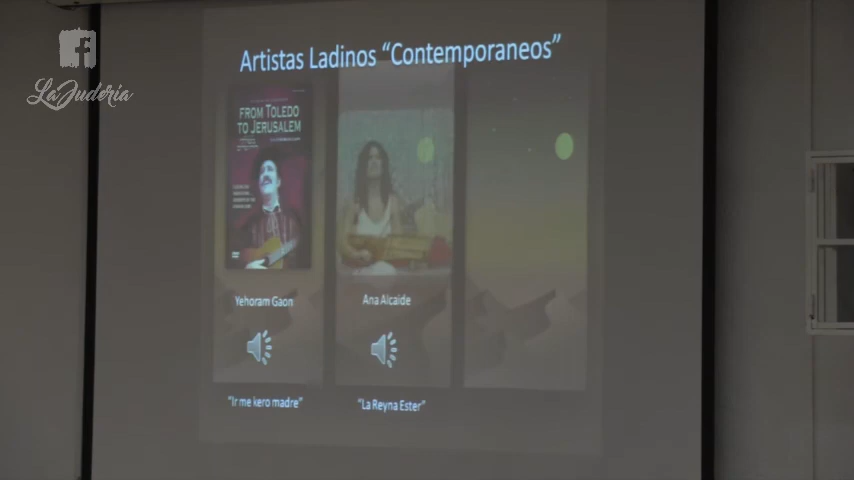 f
LaJuderia
Artistas Ladinos “Contemporaneos”
FROM TOLEDO
TO JERUSALEM
Yehoram Gaon
Ana Alcaide
“Ir me kero madre”
“La Reyna Ester”